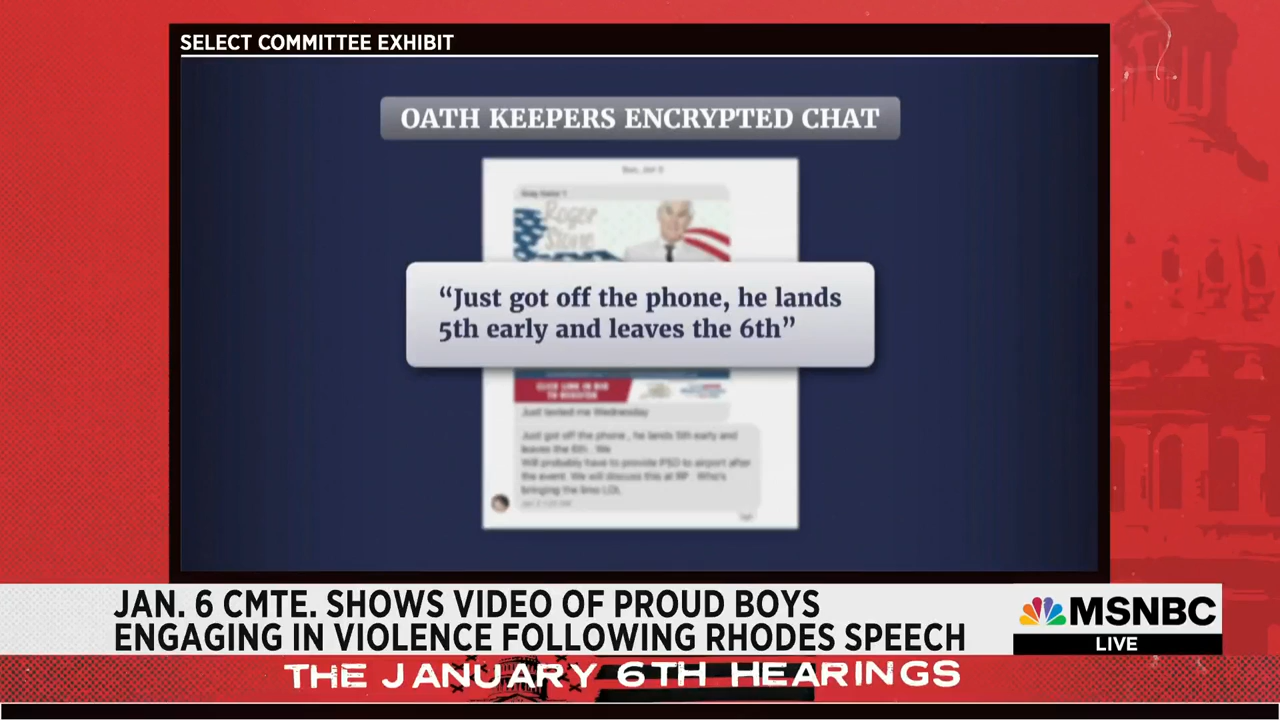 SELECT COMMITTEE EXHIBIT
OATH KEEPERS ENCRYPTED CHAT
Roger
Stone
“Just got off the phone, he lands
5th early and leaves the 6th”
CLICK LINK IN BIO
TO REGISTER
Just texted me Wednesday
Just got off the phone , he lands 5th early and
leaves the 6th . We
Will probably have to provide PSD to airport after
the event. We will discuss this at RP . Who's
bringing the limo LOL
JAN. 6 CMTE. SHOWS VIDEO OF PROUD BOYS
ENGAGING IN VIOLENCE FOLLOWING RHODES SPEECH
MSNBC
LIVE
THE JANUARY 6TH HEARINGS